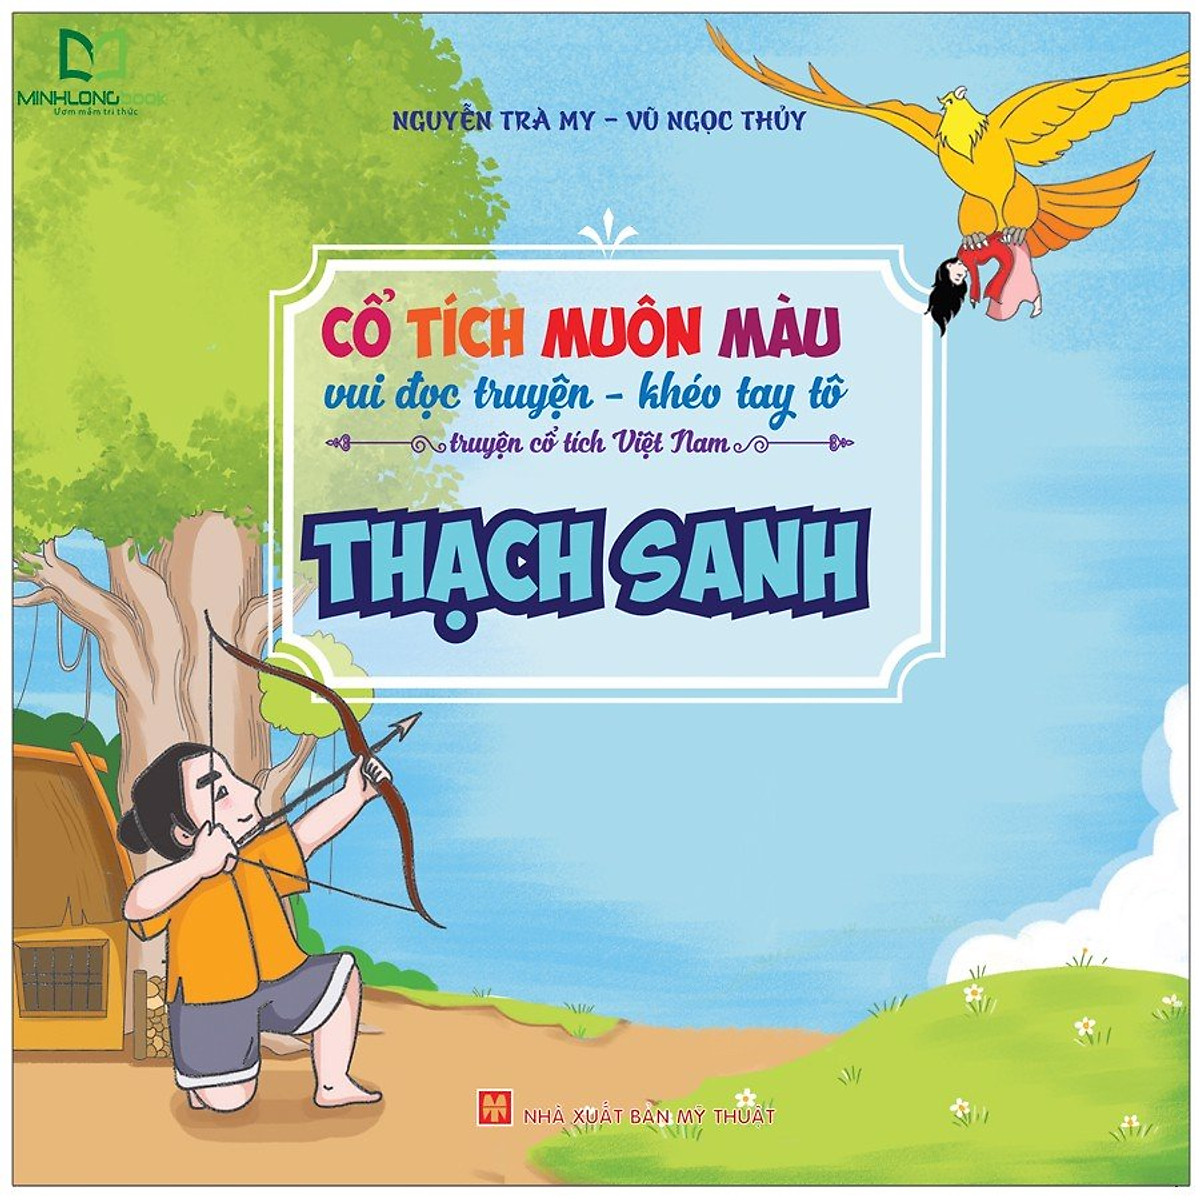 MINHLONGbook
Ươm mầm tri thức
NGUYỄN TRÀ MY – VŨ NGỌC THỦY
CỔ TÍCH MUÔN MÀU
vui đọc truyện – khéo tay tô
truyện cổ tích Việt Nam
THẠCH SANH
NHÀ XUẤT BẢN MỸ THUẬT